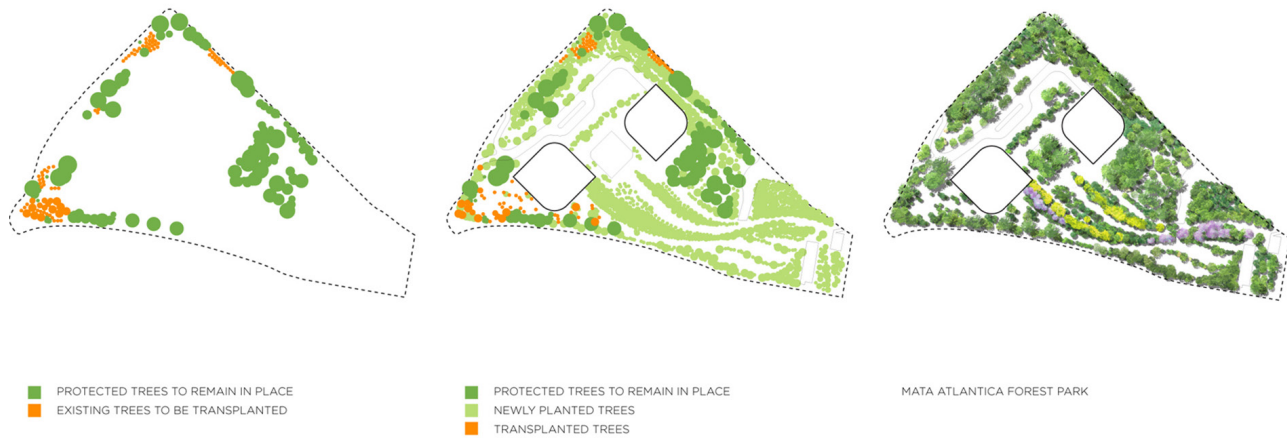 PROTECTED TREES TO REMAIN IN PLACE
EXISTING TREES TO BE TRANSPLANTED
PROTECTED TREES TO REMAIN IN PLACE
NEWLY PLANTED TREES
TRANSPLANTED TREES
MATA ATLANTICA FOREST PARK